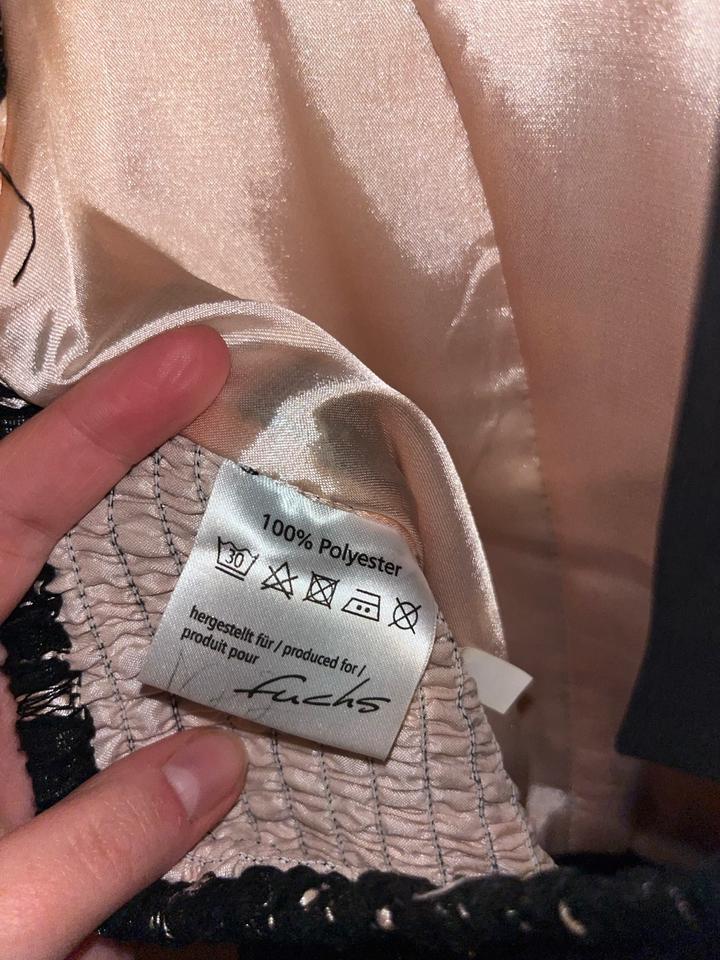 100% Polyester
30
hergestellt für / produced for /
produit pour
fuchs